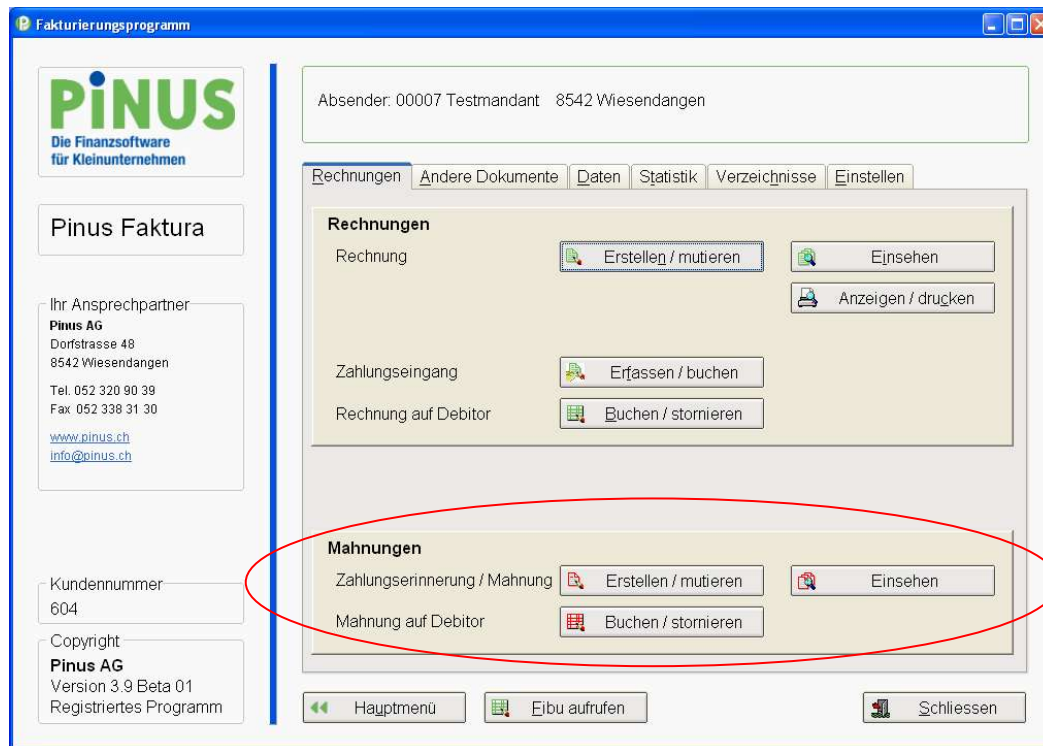 Fakturierungsprogramm
PiNUS
Die Finanzsoftware
für Kleinunternehmen
Pinus Faktura
Ihr Ansprechpartner
Pinus AG
Dorfstrasse 48
8542 Wiesendangen
Tel. 052 320 90 39
Fax 052 338 31 30
www.pinus.ch
info@pinus.ch
Kundennummer
604
Copyright
Pinus AG
Version 3.9 Beta 01
Registriertes Programm
Absender: 00007 Testmandant 8542 Wiesendangen
Rechnungen Andere Dokumente Daten Statistik Verzeichnisse Einstellen
Rechnungen
Rechnung Erstellen / mutieren Einsehen
Anzeigen / drucken
Zahlungseingang Erfassen / buchen
Rechnung auf Debitor Buchen / stornieren
Mahnungen
Zahlungserinnerung / Mahnung Erstellen / mutieren Einsehen
Mahnung auf Debitor Buchen / stornieren
Hauptmenü Eibu aufrufen Schliessen